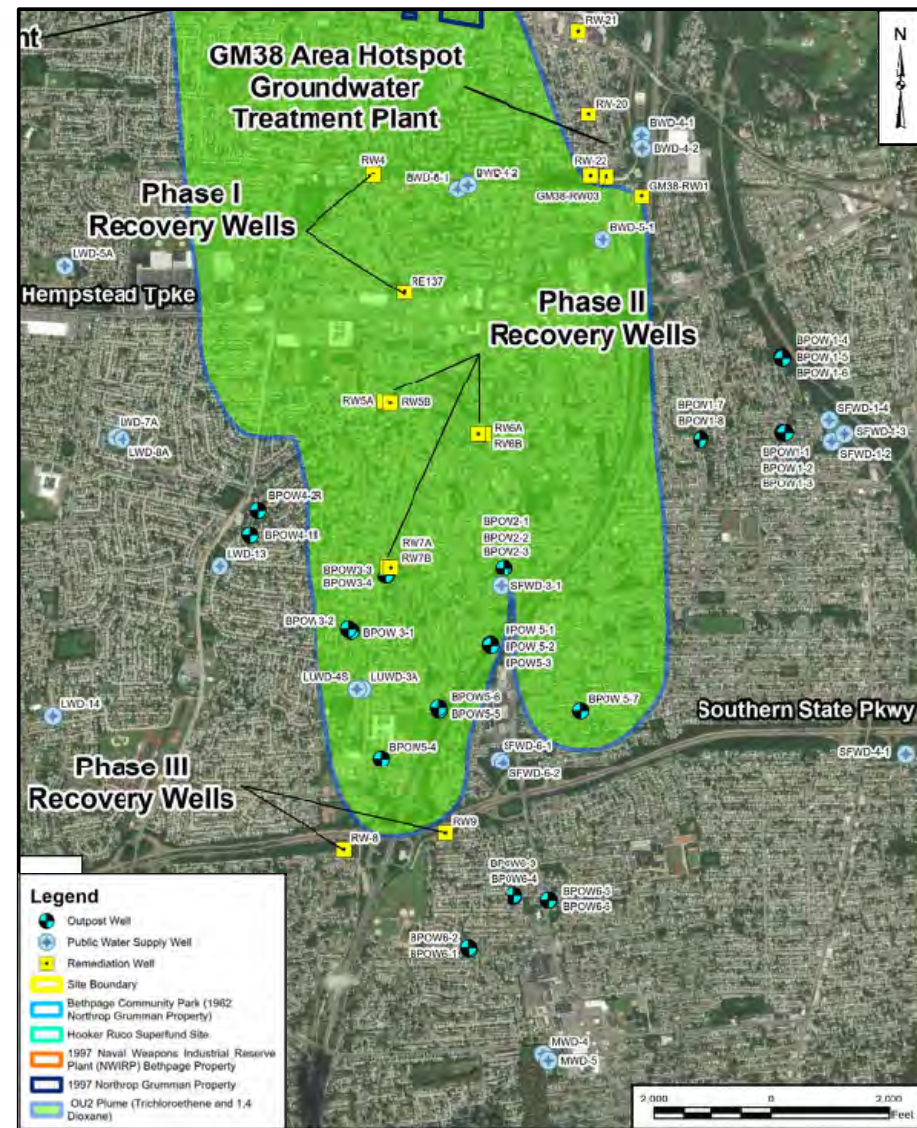 nt
N
RW-21
GM38 Area Hotspot
Groundwater
Treatment Plant
RW-20
BWD-4-1
BWD-4-2
RW4
BWD-6-1
RW-22
GM38-RW03
GM38-RW01
Phase I
Recovery Wells
BWD-5-1
LWD-5A
Hempstead Tpke
RE137
Phase II
Recovery Wells
BPOW 1-4
BPOW 1-5
BPOW 1-6
RW5A
RW5B
BPOW1-7
BPOW1-8
SFWD-1-4
SFWD-1-3
SFWD-1-2
LWD-7A
LWD-8A
RW6A
RW6B
BPOW1-1
BPOW1-2
BPOW1-3
BPOW4-2R
BPOW4-1R
LWD-13
BPOW2-1
BPOW2-2
BPOW2-3
RW7A
RW7B
BPOW3-3
BPOW3-4
SFWD-3-1
BPOW 3-2
BPOW 3-1
BPOW 5-1
BPOW 5-2
BPOW5-3
LUWD-4S
LUWD-3A
BPOW5-6
BPOW5-5
BPOW 5-7
LWD-14
Southern State Pkwy
BPOW5-4
SFWD-6-1
SFWD-6-2
SFWD-4-1
Phase III
Recovery Wells
RW9
RW-8
BPOW6-3
BPOW6-4
BPOW6-5
BPOW6-6
BPOW6-2
BPOW6-1
MWD-4
MWD-5
Legend
Outpost Well
Public Water Supply Well
Remediation Well
Site Boundary
Bethpage Community Park (1962
Northrop Grumman Property)
Hooker Ruco Superfund Site
1997 Naval Weapons Industrial Reserve
Plant (NWIRP) Bethpage Property
1997 Northrop Grumman Property
OU2 Plume (Trichloroethene and 1,4
Dioxane)
2,000
0
2,000
Feet